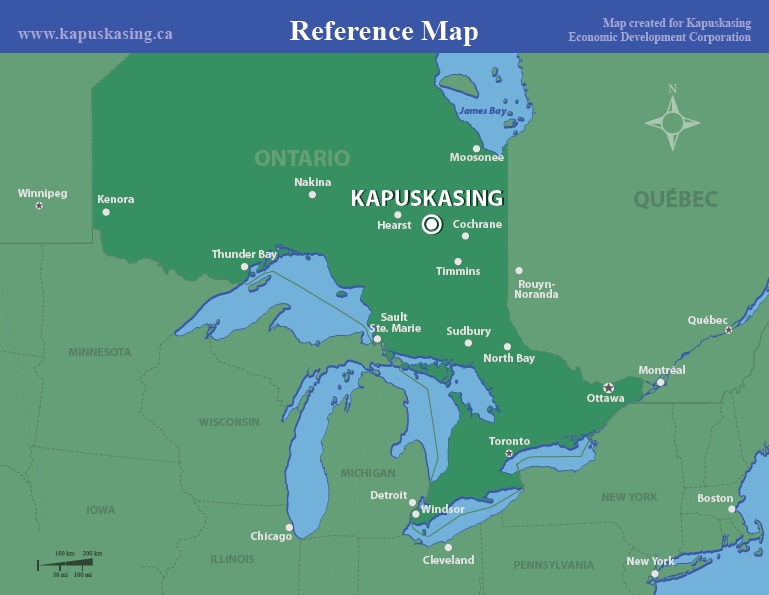 www.kapuskasing.ca
Reference Map
Map created for Kapuskasing
Economic Development Corporation
James Bay
N
Moosonee
ONTARIO
Nakina
Winnipeg
Kenora
KAPUSKASING
QUÉBEC
Hearst
Cochrane
Thunder Bay
Timmins
Rouyn-
Noranda
Sault
Ste. Marie
Québec
Sudbury
North Bay
MINNESOTA
Montréal
Ottawa
WISCONSIN
Toronto
MICHIGAN
Detroit
Windsor
NEW YORK
Boston
IOWA
Chicago
100 km 200 km
50 mi 100 mi
ILLINOIS
Cleveland
PENNSYLVANIA
New York